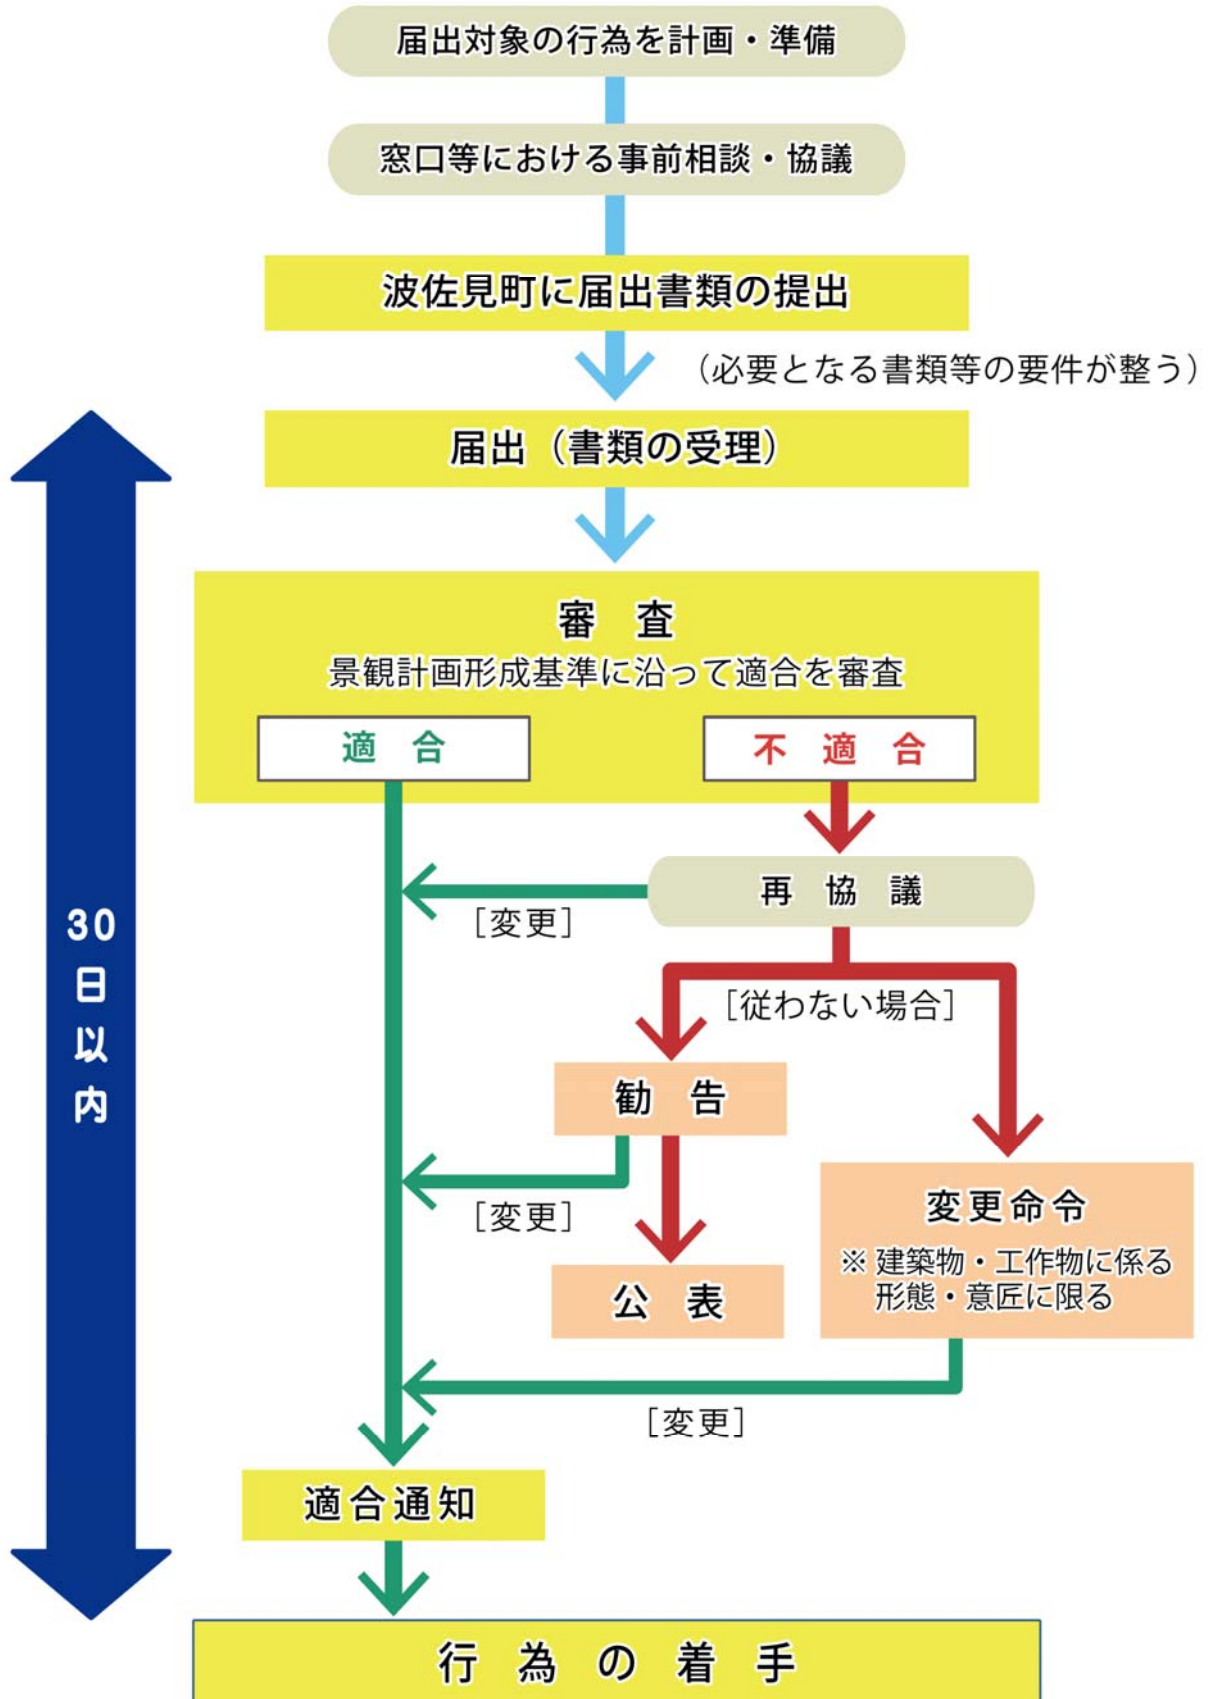 届出対象の行為を計画・準備
窓口等における事前相談・協議
波佐見町に届出書類の提出
（必要となる書類等の要件が整う）
届出（書類の受理）
審 査
景観計画形成基準に沿って適合を審査
適 合
不 適 合
再 協 議
［変更］
［従わない場合］
勧 告
［変更］
変更命令
※ 建築物・工作物に係る
形態・意匠に限る
公 表
［変更］
適合通知
行 為 の 着 手
30
日
以
内